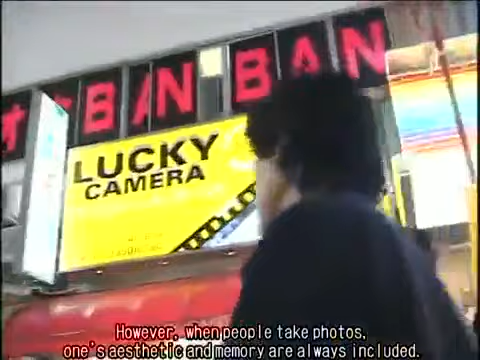 BAN BAN
LUCKY
CAMERA
However, when people take photos,
one's aesthetic and memory are always included.